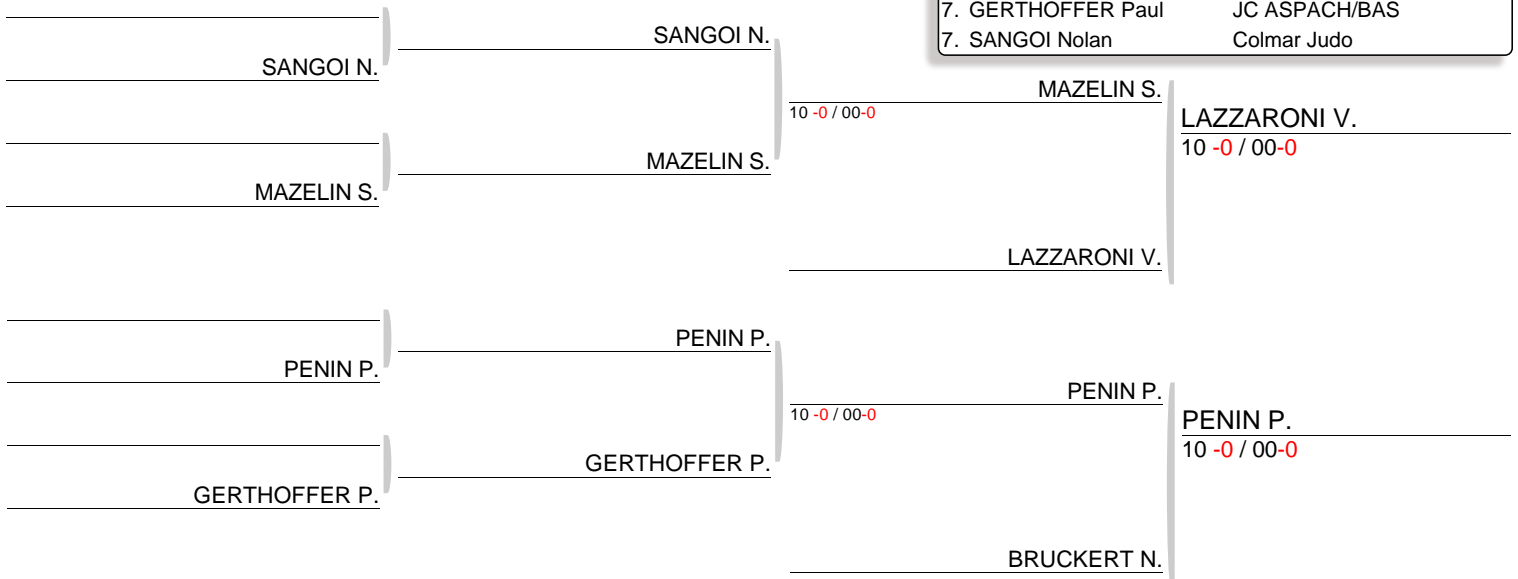 7. GERTHOFFER Paul JC ASPACH/BAS
7. SANGOI Nolan Colmar Judo
SANGOI N.
SANGOI N.
MAZELIN S.
10 -0 / 00-0
LAZZARONI V.
10 -0 / 00-0
MAZELIN S.
MAZELIN S.
LAZZARONI V.
PENIN P.
PENIN P.
PENIN P.
10 -0 / 00-0
PENIN P.
10 -0 / 00-0
GERTHOFFER P.
GERTHOFFER P.
BRUCKERT N.